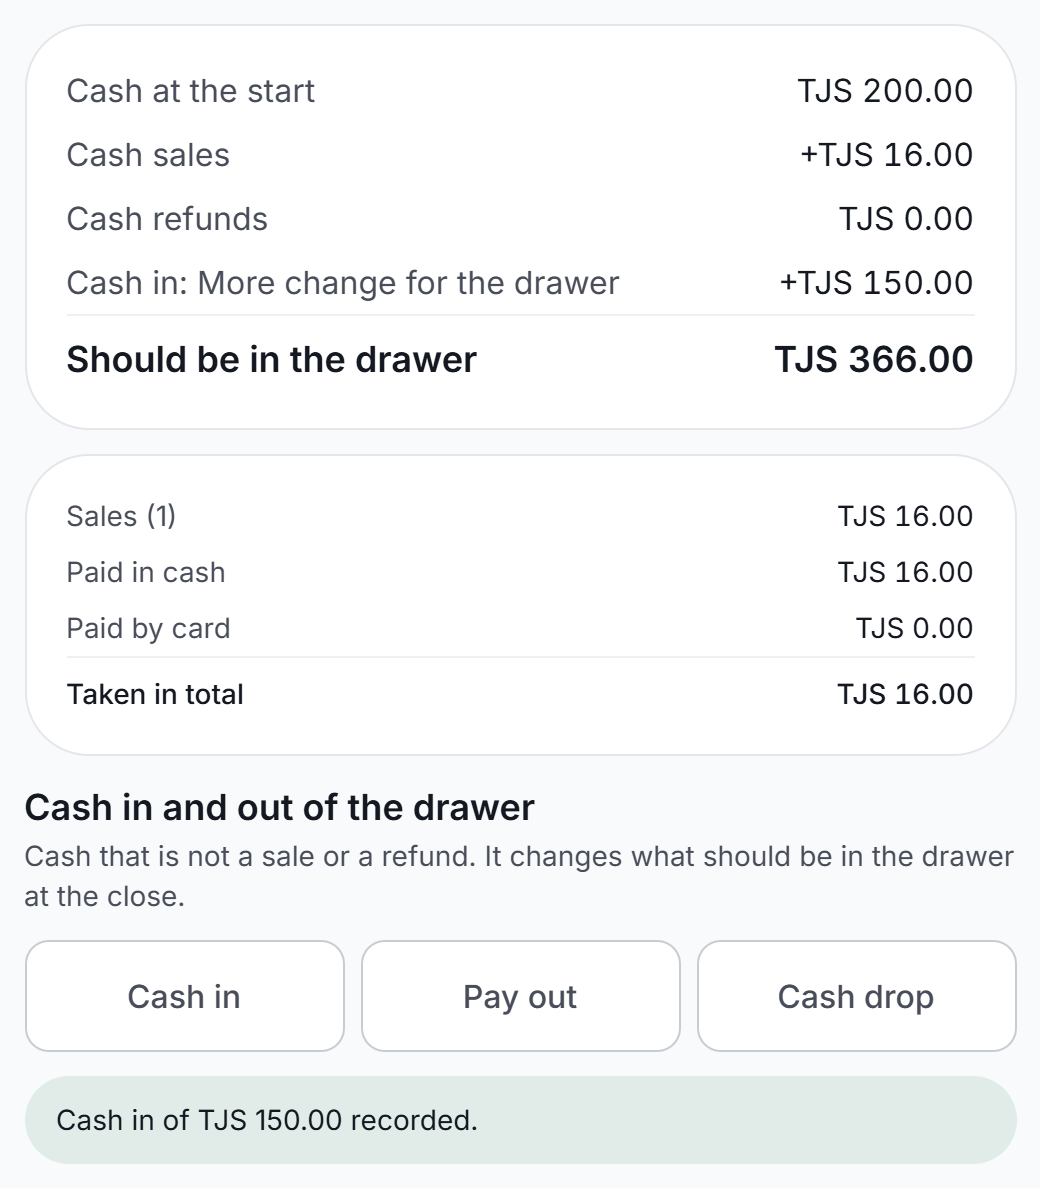 Cash at the start TJS 200.00
Cash sales +TJS 16.00
Cash refunds TJS 0.00
Cash in: More change for the drawer +TJS 150.00
Should be in the drawer TJS 366.00
Sales (1) TJS 16.00
Paid in cash TJS 16.00
Paid by card TJS 0.00
Taken in total TJS 16.00
Cash in and out of the drawer
Cash that is not a sale or a refund. It changes what should be in the drawer
at the close.
Cash in Pay out Cash drop
Cash in of TJS 150.00 recorded.